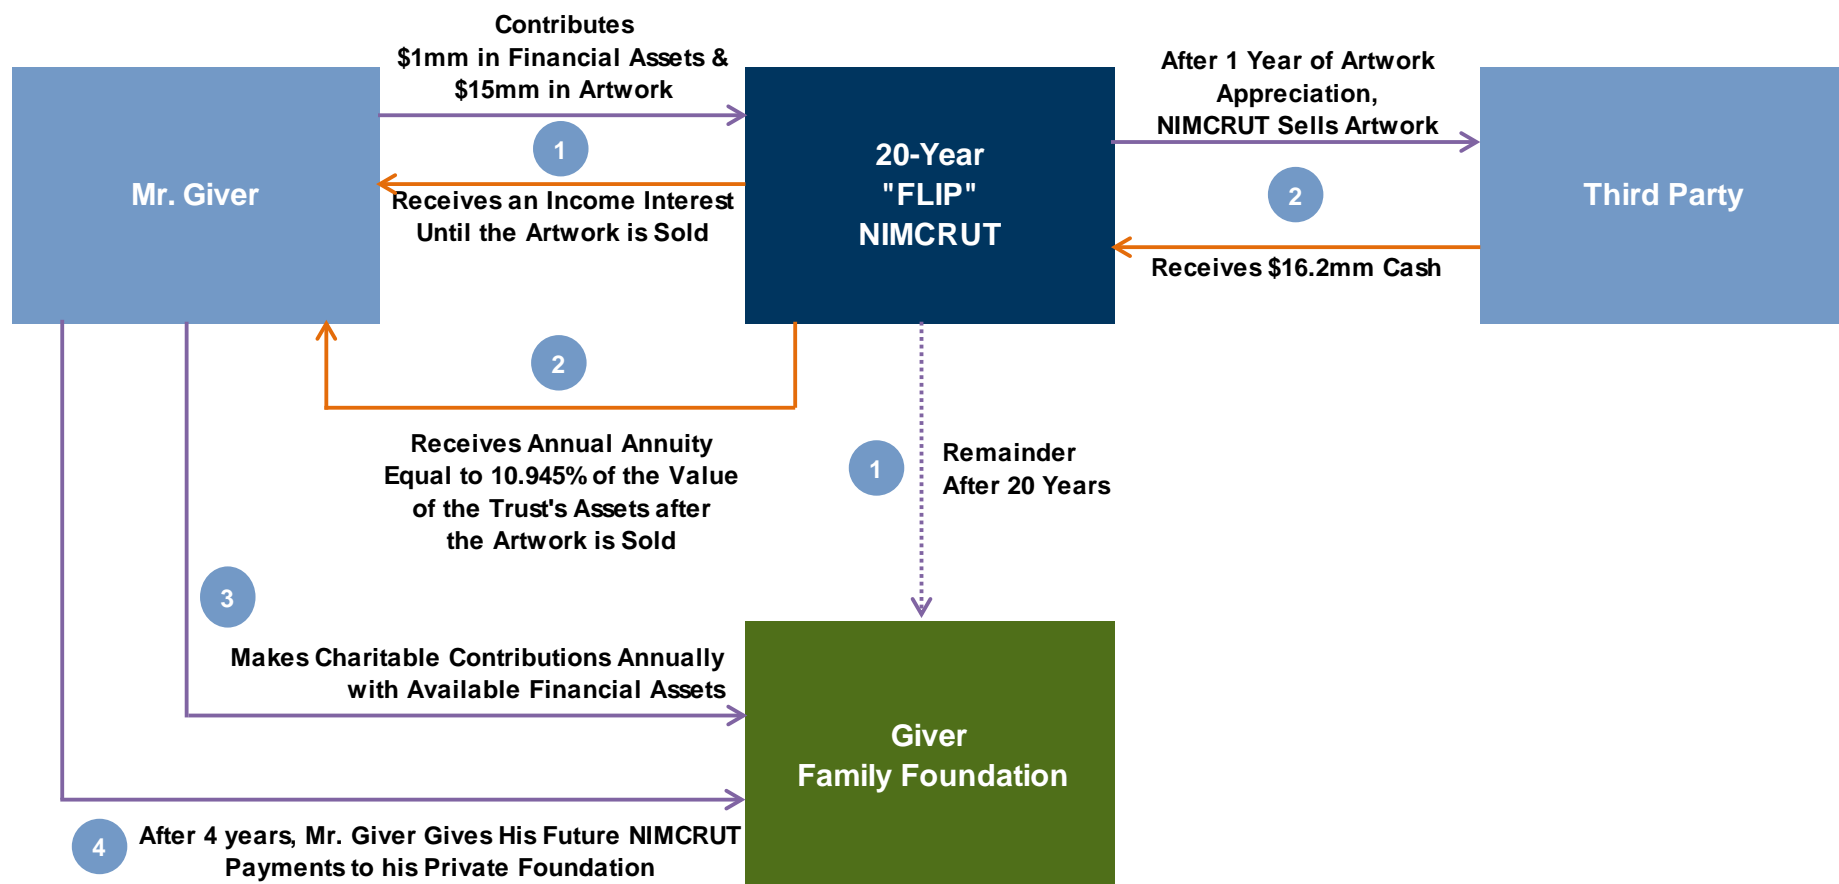 Contributes
$1mm in Financial Assets &
$15mm in Artwork
1
Receives an Income Interest
Until the Artwork is Sold
Mr. Giver
20-Year
"FLIP"
NIMCRUT
After 1 Year of Artwork
Appreciation,
NIMCRUT Sells Artwork
2
Receives $16.2mm Cash
Third Party
2
Receives Annual Annuity
Equal to 10.945% of the Value
of the Trust's Assets after
the Artwork is Sold
1
Remainder
After 20 Years
3
Makes Charitable Contributions Annually
with Available Financial Assets
Giver
Family Foundation
4
After 4 years, Mr. Giver Gives His Future NIMCRUT
Payments to his Private Foundation